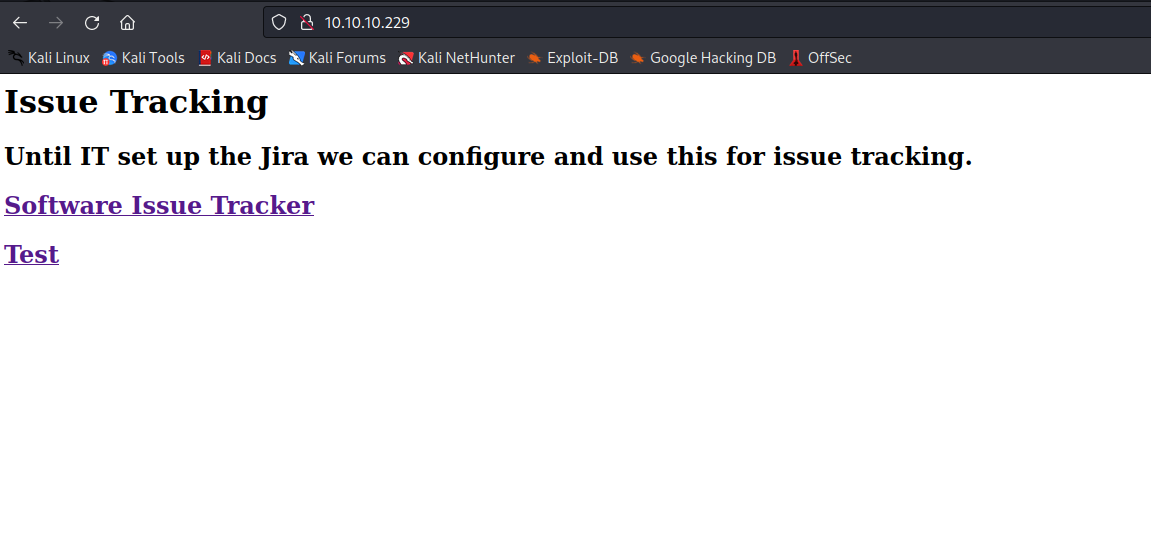 10.10.10.229
Kali Linux Kali Tools Kali Docs Kali Forums Kali NetHunter Exploit-DB Google Hacking DB OffSec
Issue Tracking
Until IT set up the Jira we can configure and use this for issue tracking.
Software Issue Tracker
Test